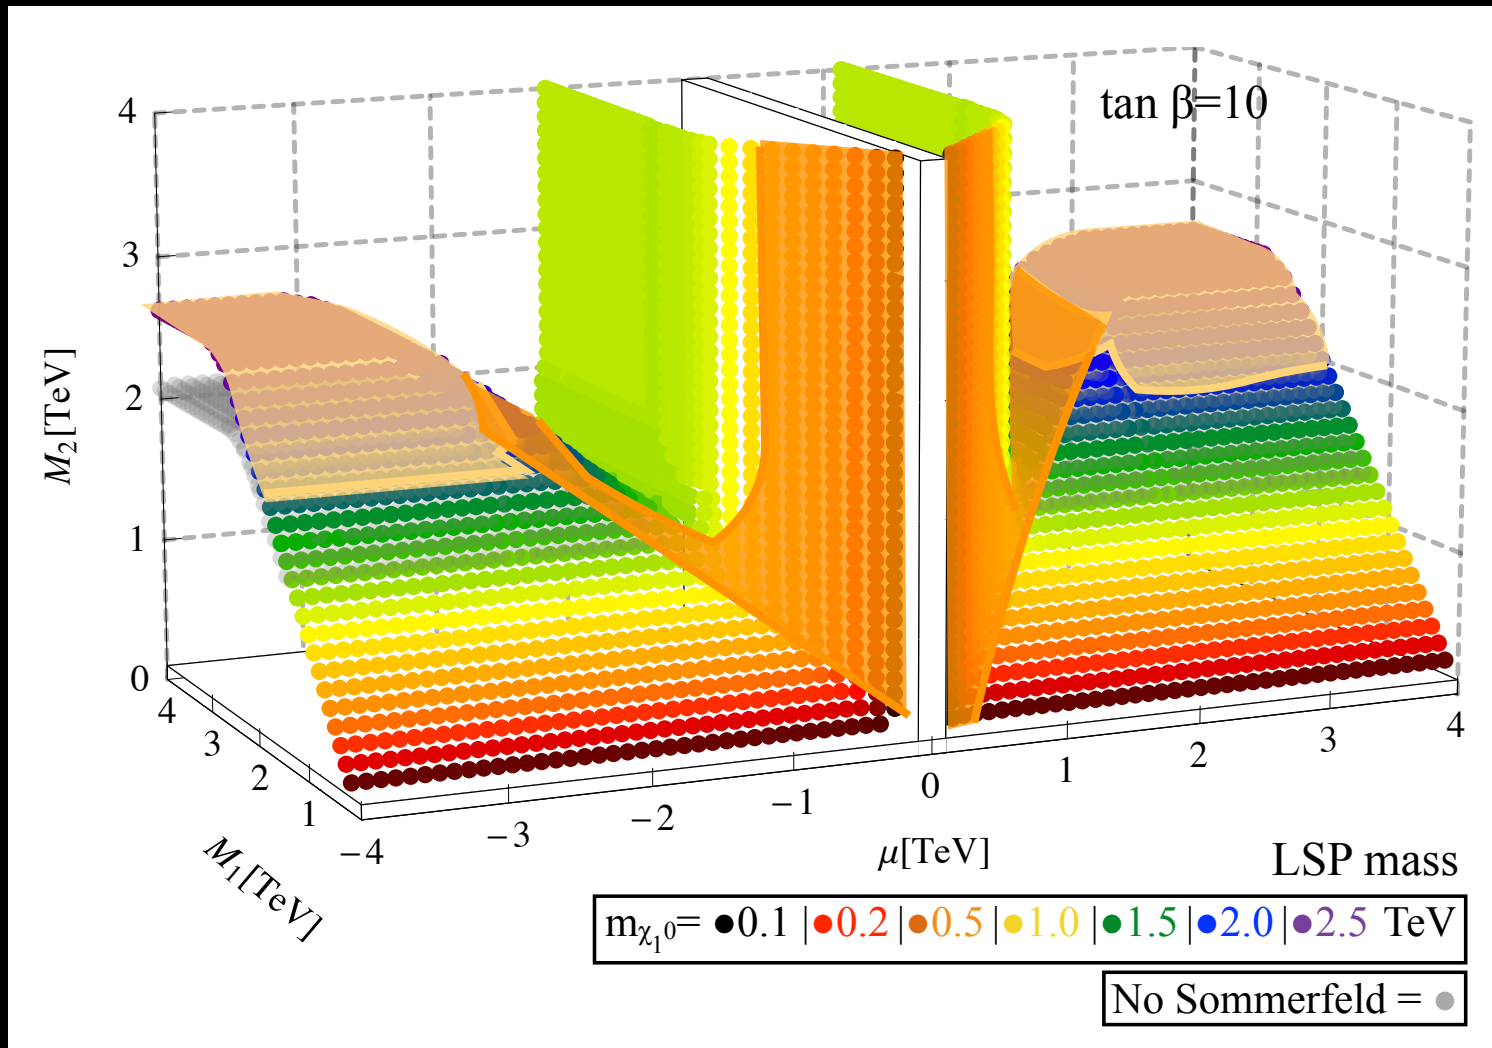 tan β=10
4
3
2
1
0
M₂[TeV]
4
3
2
1
M₁[TeV]
−4
−3
−2
−1
0
1
2
3
4
μ[TeV]
LSP mass
mχ₁⁰= ●0.1 |●0.2 |●0.5 |●1.0 |●1.5 |●2.0 |●2.5 TeV
No Sommerfeld = ●